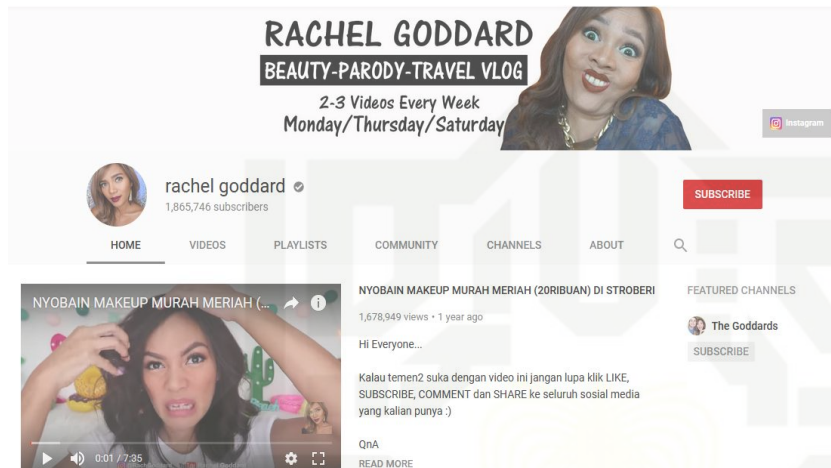 RACHEL GODDARD
BEAUTY-PARODY-TRAVEL VLOG
2-3 Videos Every Week
Monday/Thursday/Saturday
Instagram
rachel goddard
1,865,746 subscribers
SUBSCRIBE
HOME VIDEOS PLAYLISTS COMMUNITY CHANNELS ABOUT
NYOBAIN MAKEUP MURAH MERIAH (...
0:01 / 7:35
NYOBAIN MAKEUP MURAH MERIAH (20RIBUAN) DI STROBERI
1,678,949 views • 1 year ago
Hi Everyone...
Kalau temen2 suka dengan video ini jangan lupa klik LIKE,
SUBSCRIBE, COMMENT dan SHARE ke seluruh sosial media
yang kalian punya :)
QnA
READ MORE
FEATURED CHANNELS
The Goddards
SUBSCRIBE